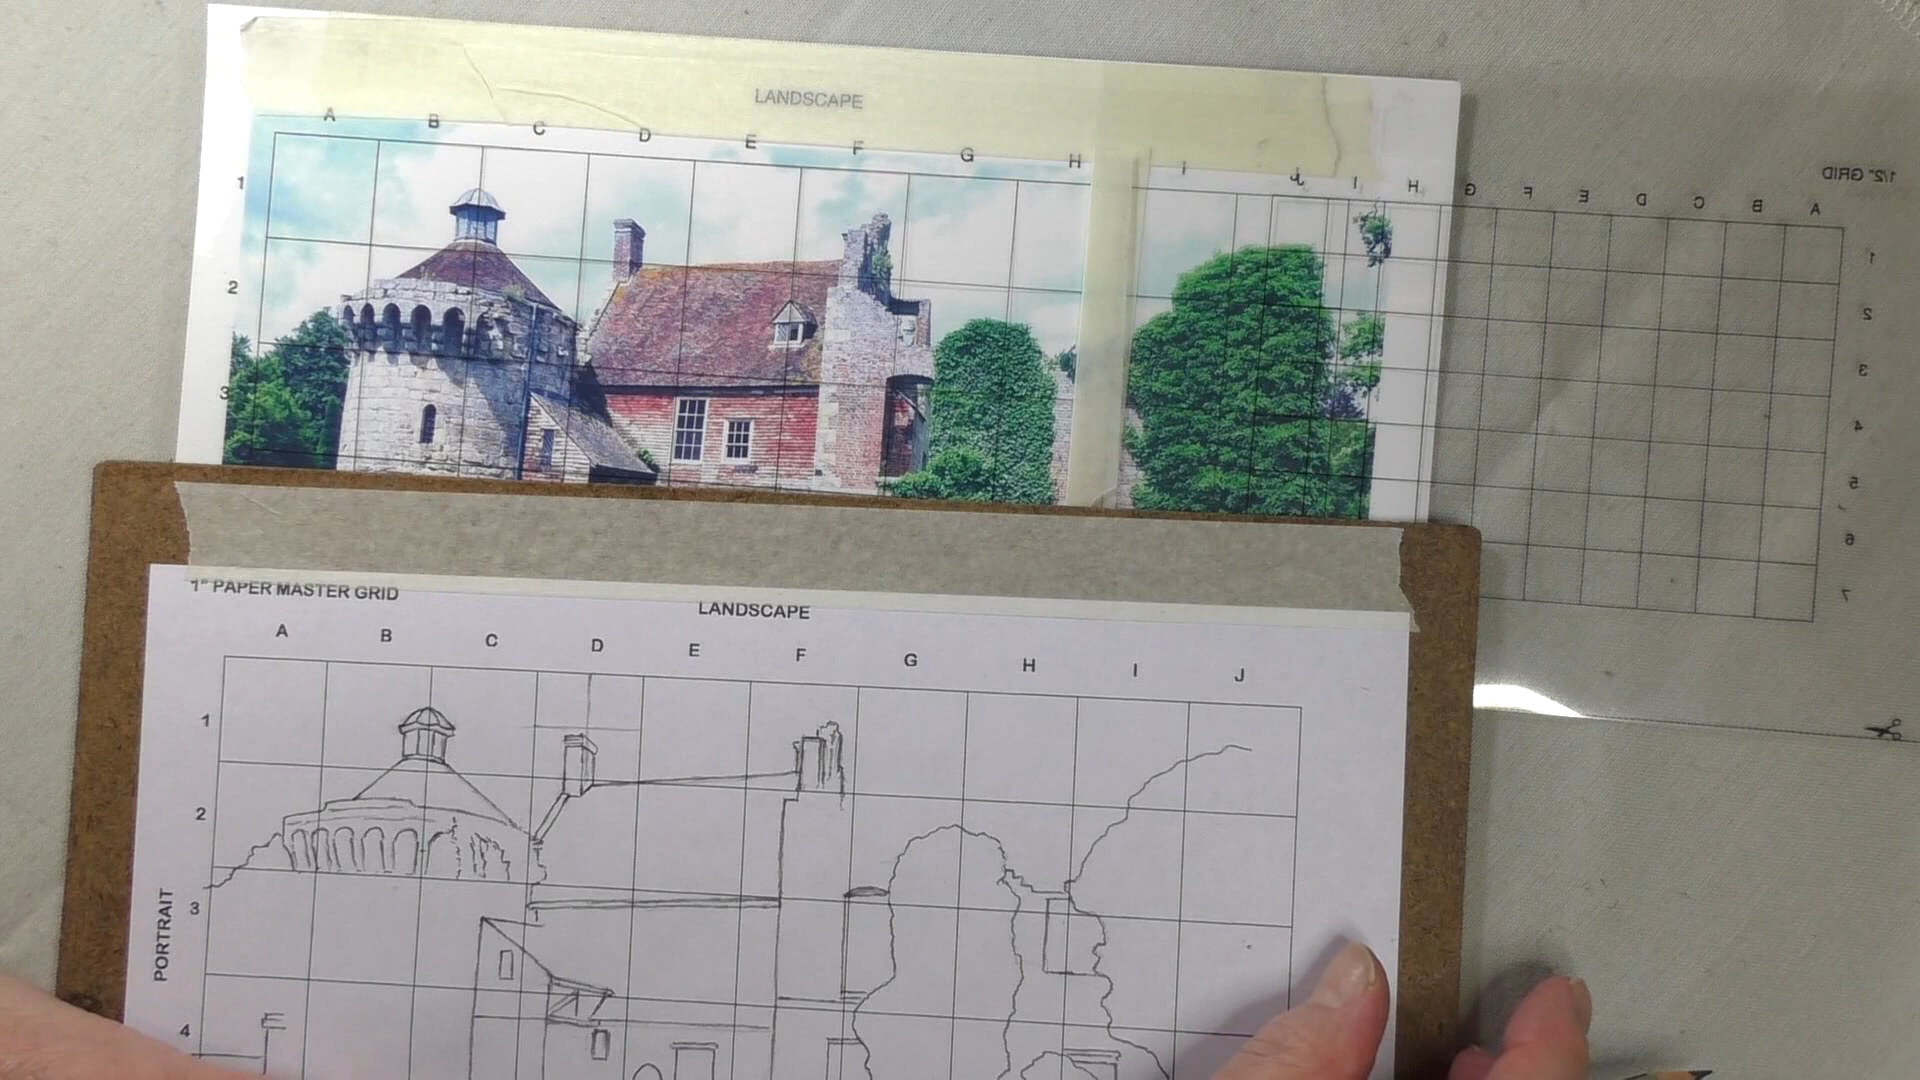 LANDSCAPE
A B C D E F G H I J I H G F E D C B A
1/2" GRID
1
2
3
1
2
3
4
5
6
7
1" PAPER MASTER GRID
LANDSCAPE
A B C D E F G H I J
1
2
3
4
PORTRAIT